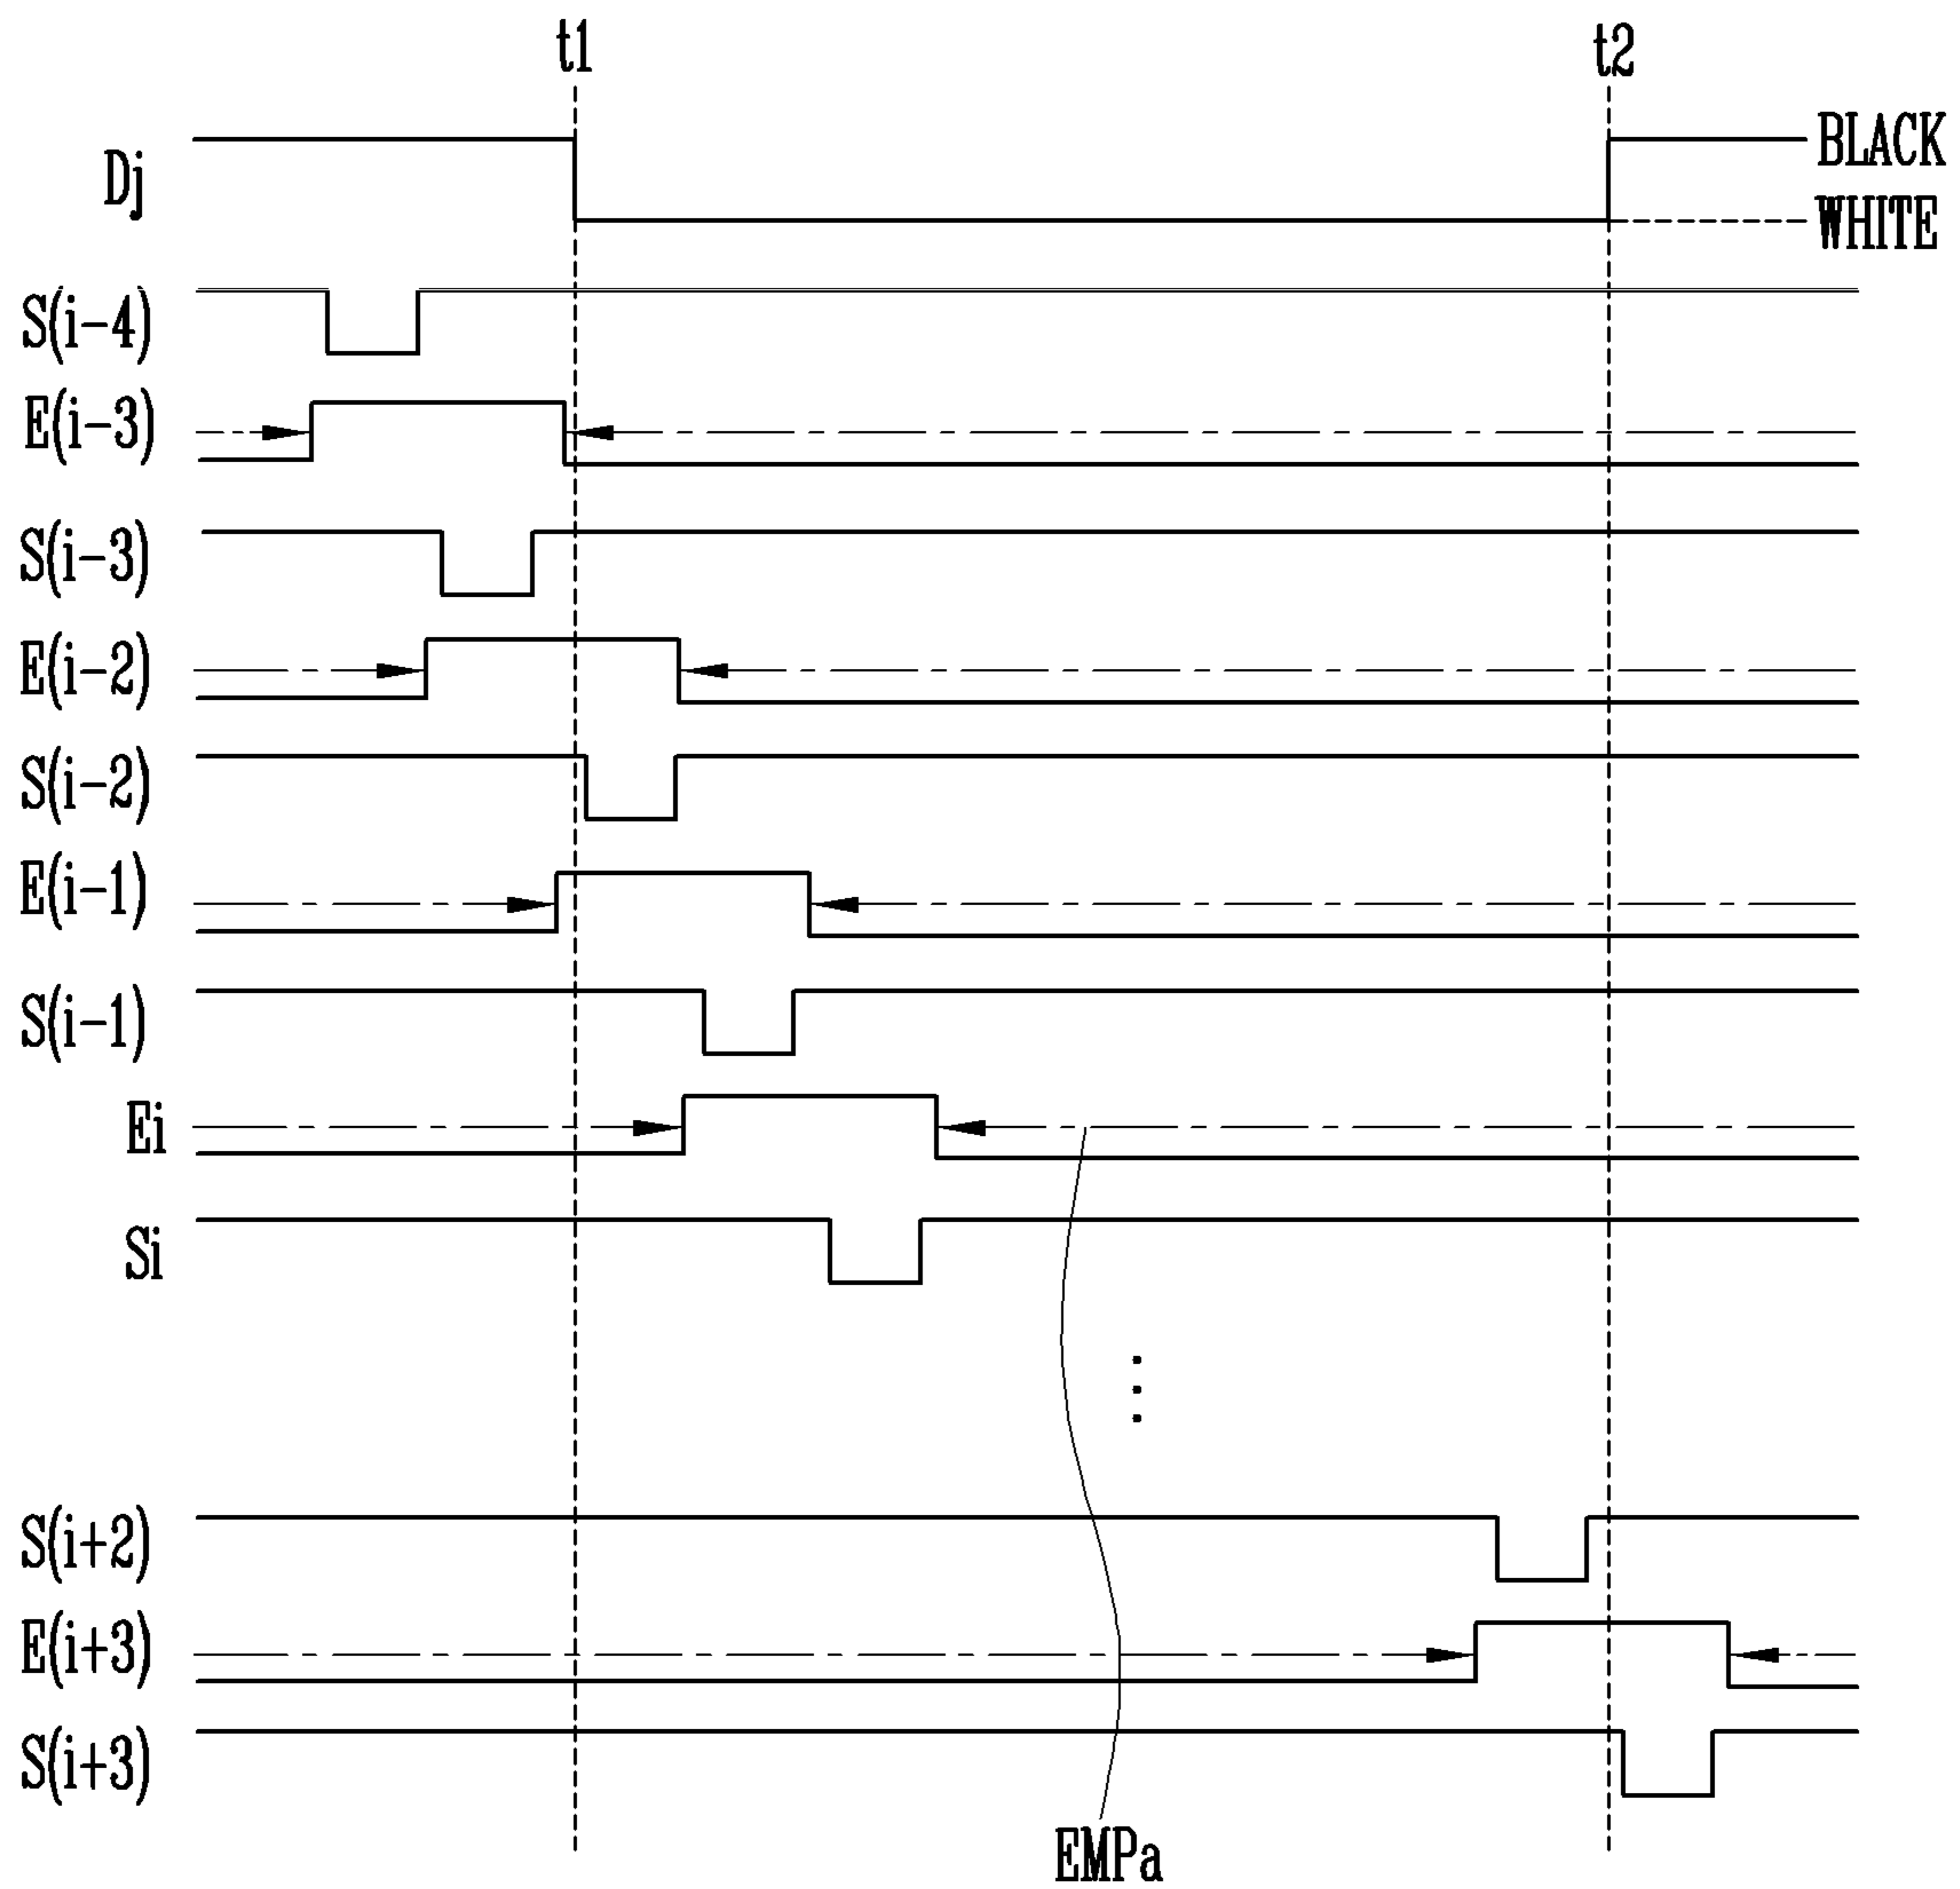 t1
t2
Dj
BLACK
WHITE
S(i-4)
E(i-3)
S(i-3)
E(i-2)
S(i-2)
E(i-1)
S(i-1)
Ei
Si
S(i+2)
E(i+3)
S(i+3)
EMPa